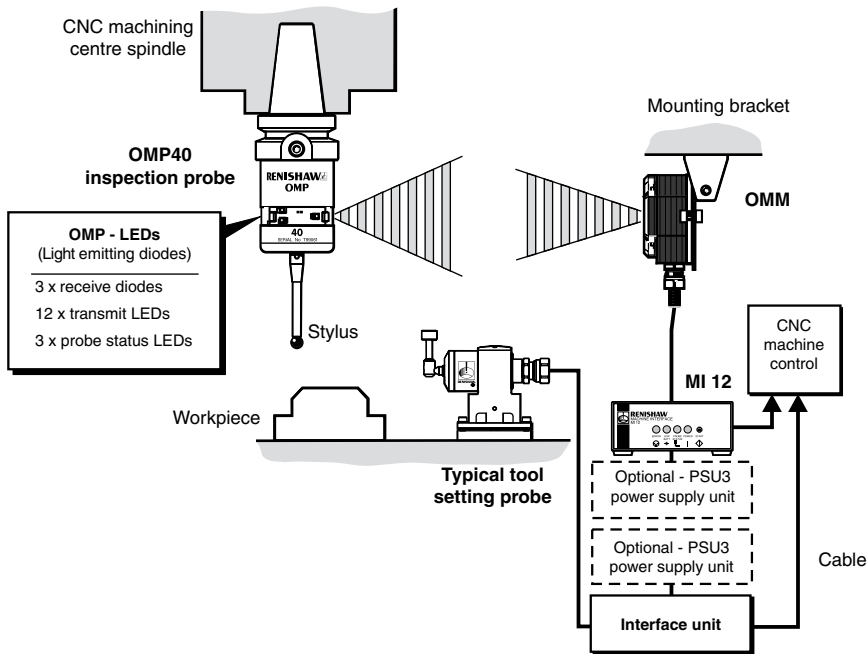 CNC machining
centre spindle
OMP40
inspection probe
RENISHAW
OMP
40
OMP - LEDs
(Light emitting diodes)
3 x receive diodes
12 x transmit LEDs
3 x probe status LEDs
Stylus
Workpiece
Typical tool
setting probe
Mounting bracket
OMM
CNC
machine
control
MI 12
RENISHAW
MACHINE INTERFACE
Optional - PSU3
power supply unit
Optional - PSU3
power supply unit
Cable
Interface unit